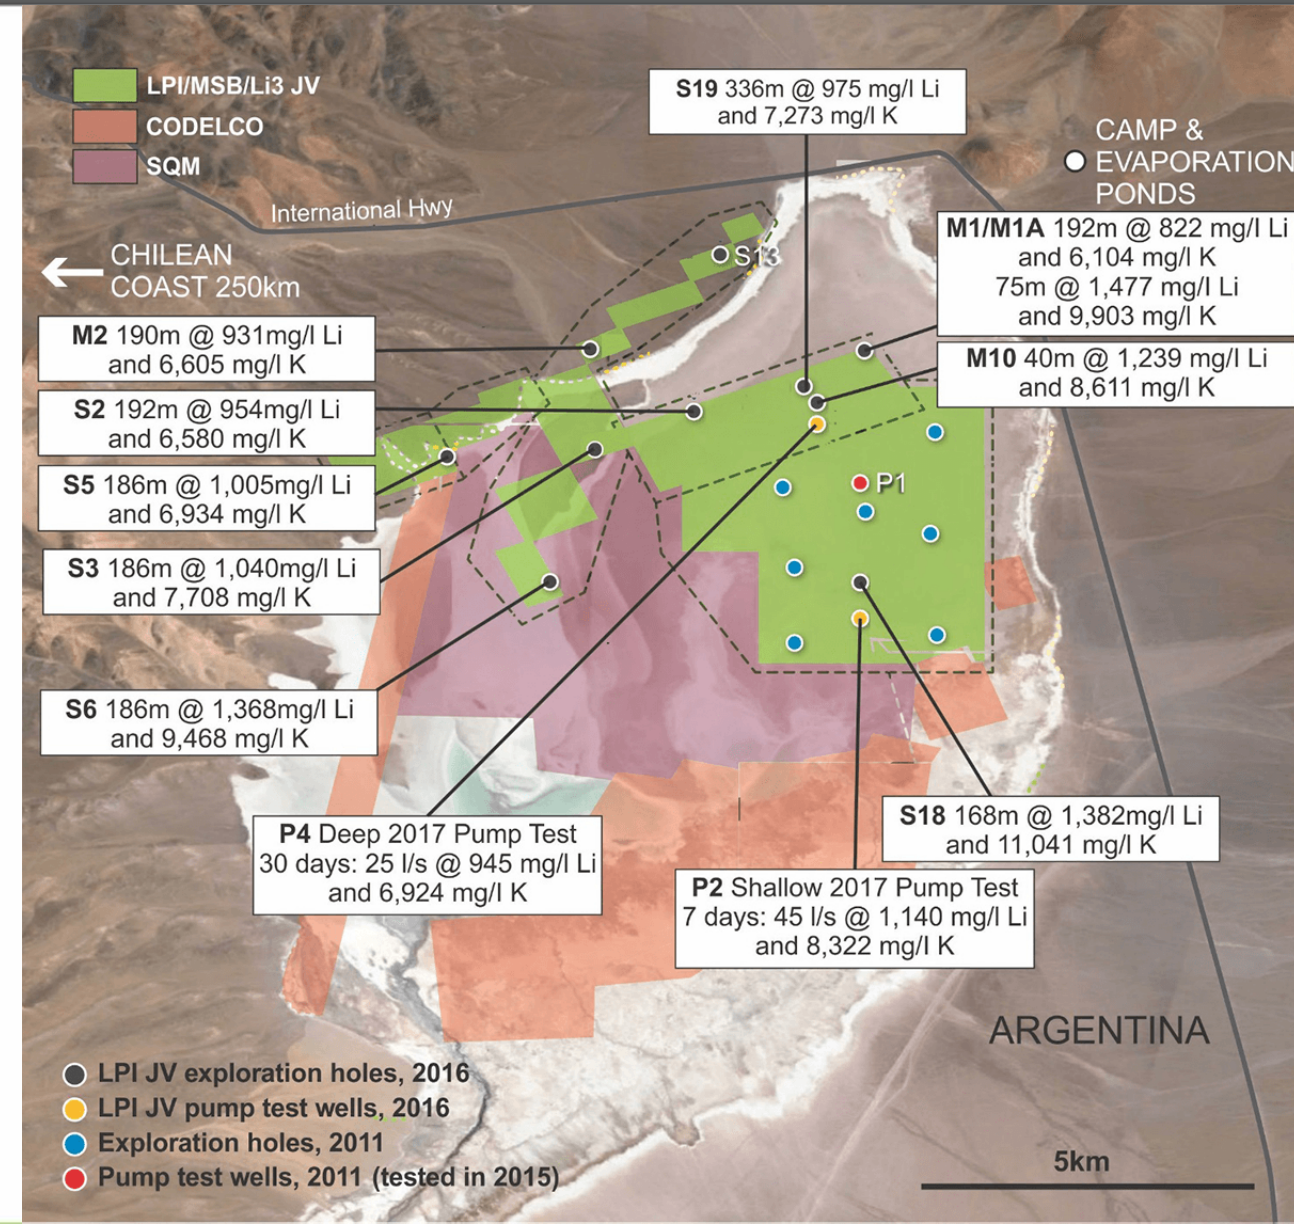 LPI/MSB/Li3 JV
CODELCO
SQM
S19 336m @ 975 mg/l Li
and 7,273 mg/l K
CAMP &
EVAPORATION
PONDS
International Hwy
CHILEAN
COAST 250km
S13
M1/M1A 192m @ 822 mg/l Li
and 6,104 mg/l K
75m @ 1,477 mg/l Li
and 9,903 mg/l K
M2 190m @ 931mg/l Li
and 6,605 mg/l K
M10 40m @ 1,239 mg/l Li
and 8,611 mg/l K
S2 192m @ 954mg/l Li
and 6,580 mg/l K
S5 186m @ 1,005mg/l Li
and 6,934 mg/l K
P1
S3 186m @ 1,040mg/l Li
and 7,708 mg/l K
S6 186m @ 1,368mg/l Li
and 9,468 mg/l K
P4 Deep 2017 Pump Test
30 days: 25 l/s @ 945 mg/l Li
and 6,924 mg/l K
S18 168m @ 1,382mg/l Li
and 11,041 mg/l K
P2 Shallow 2017 Pump Test
7 days: 45 l/s @ 1,140 mg/l Li
and 8,322 mg/l K
ARGENTINA
LPI JV exploration holes, 2016
LPI JV pump test wells, 2016
Exploration holes, 2011
Pump test wells, 2011 (tested in 2015)
5km